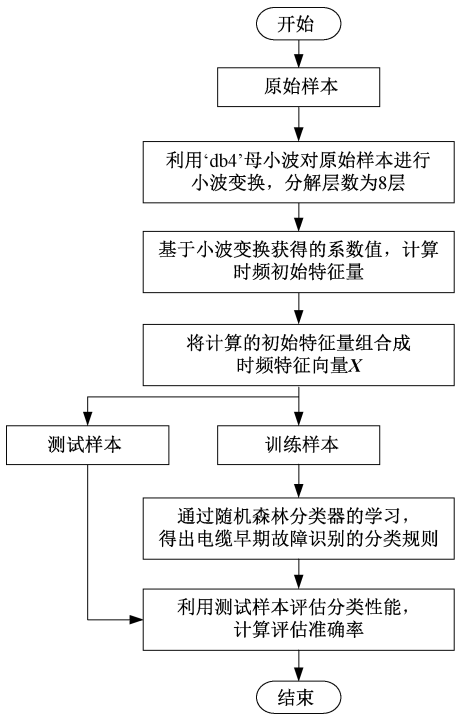 开始
原始样本
利用‘db4’母小波对原始样本进行
小波变换，分解层数为8层
基于小波变换获得的系数值，计算
时频初始特征量
将计算的初始特征量组合成
时频特征向量X
测试样本
训练样本
通过随机森林分类器的学习，
得出电缆早期故障识别的分类规则
利用测试样本评估分类性能，
计算评估准确率
结束